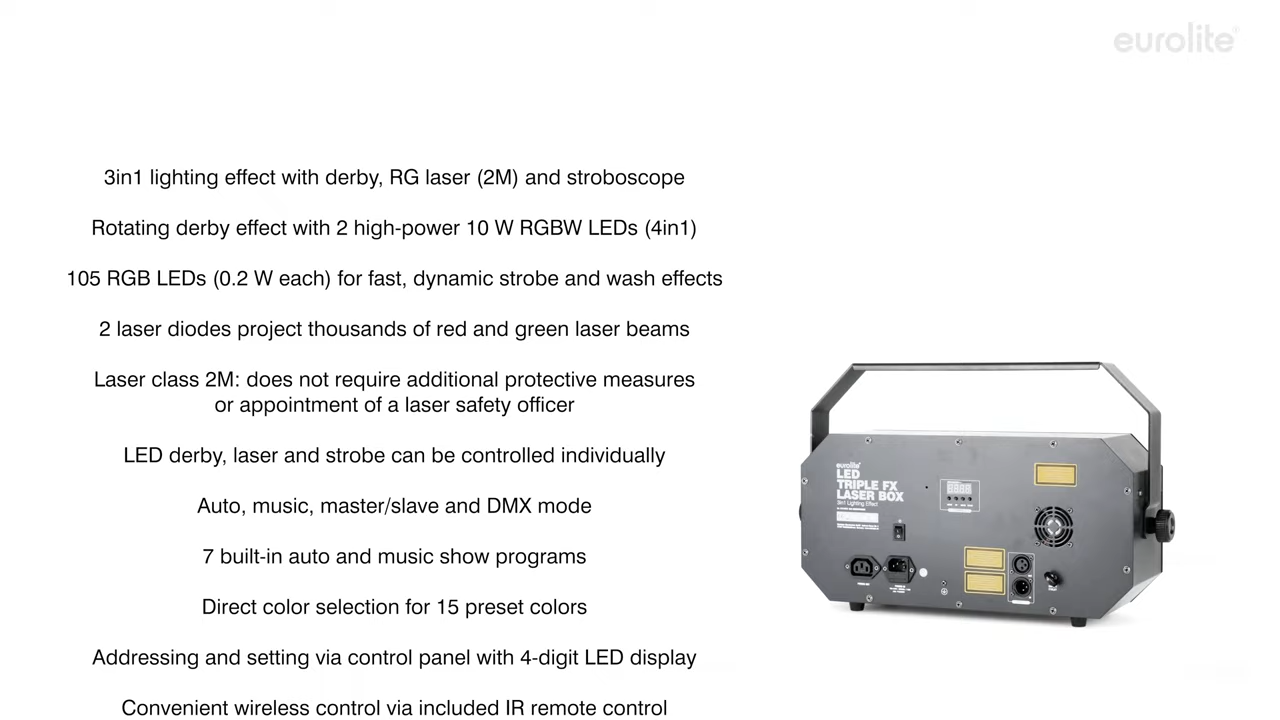 eurolite®
3in1 lighting effect with derby, RG laser (2M) and stroboscope
Rotating derby effect with 2 high-power 10 W RGBW LEDs (4in1)
105 RGB LEDs (0.2 W each) for fast, dynamic strobe and wash effects
2 laser diodes project thousands of red and green laser beams
Laser class 2M: does not require additional protective measures
or appointment of a laser safety officer
LED derby, laser and strobe can be controlled individually
Auto, music, master/slave and DMX mode
7 built-in auto and music show programs
Direct color selection for 15 preset colors
Addressing and setting via control panel with 4-digit LED display
Convenient wireless control via included IR remote control
eurolite®
LED
TRIPLE FX
LASER BOX
3in1 Lighting Effect